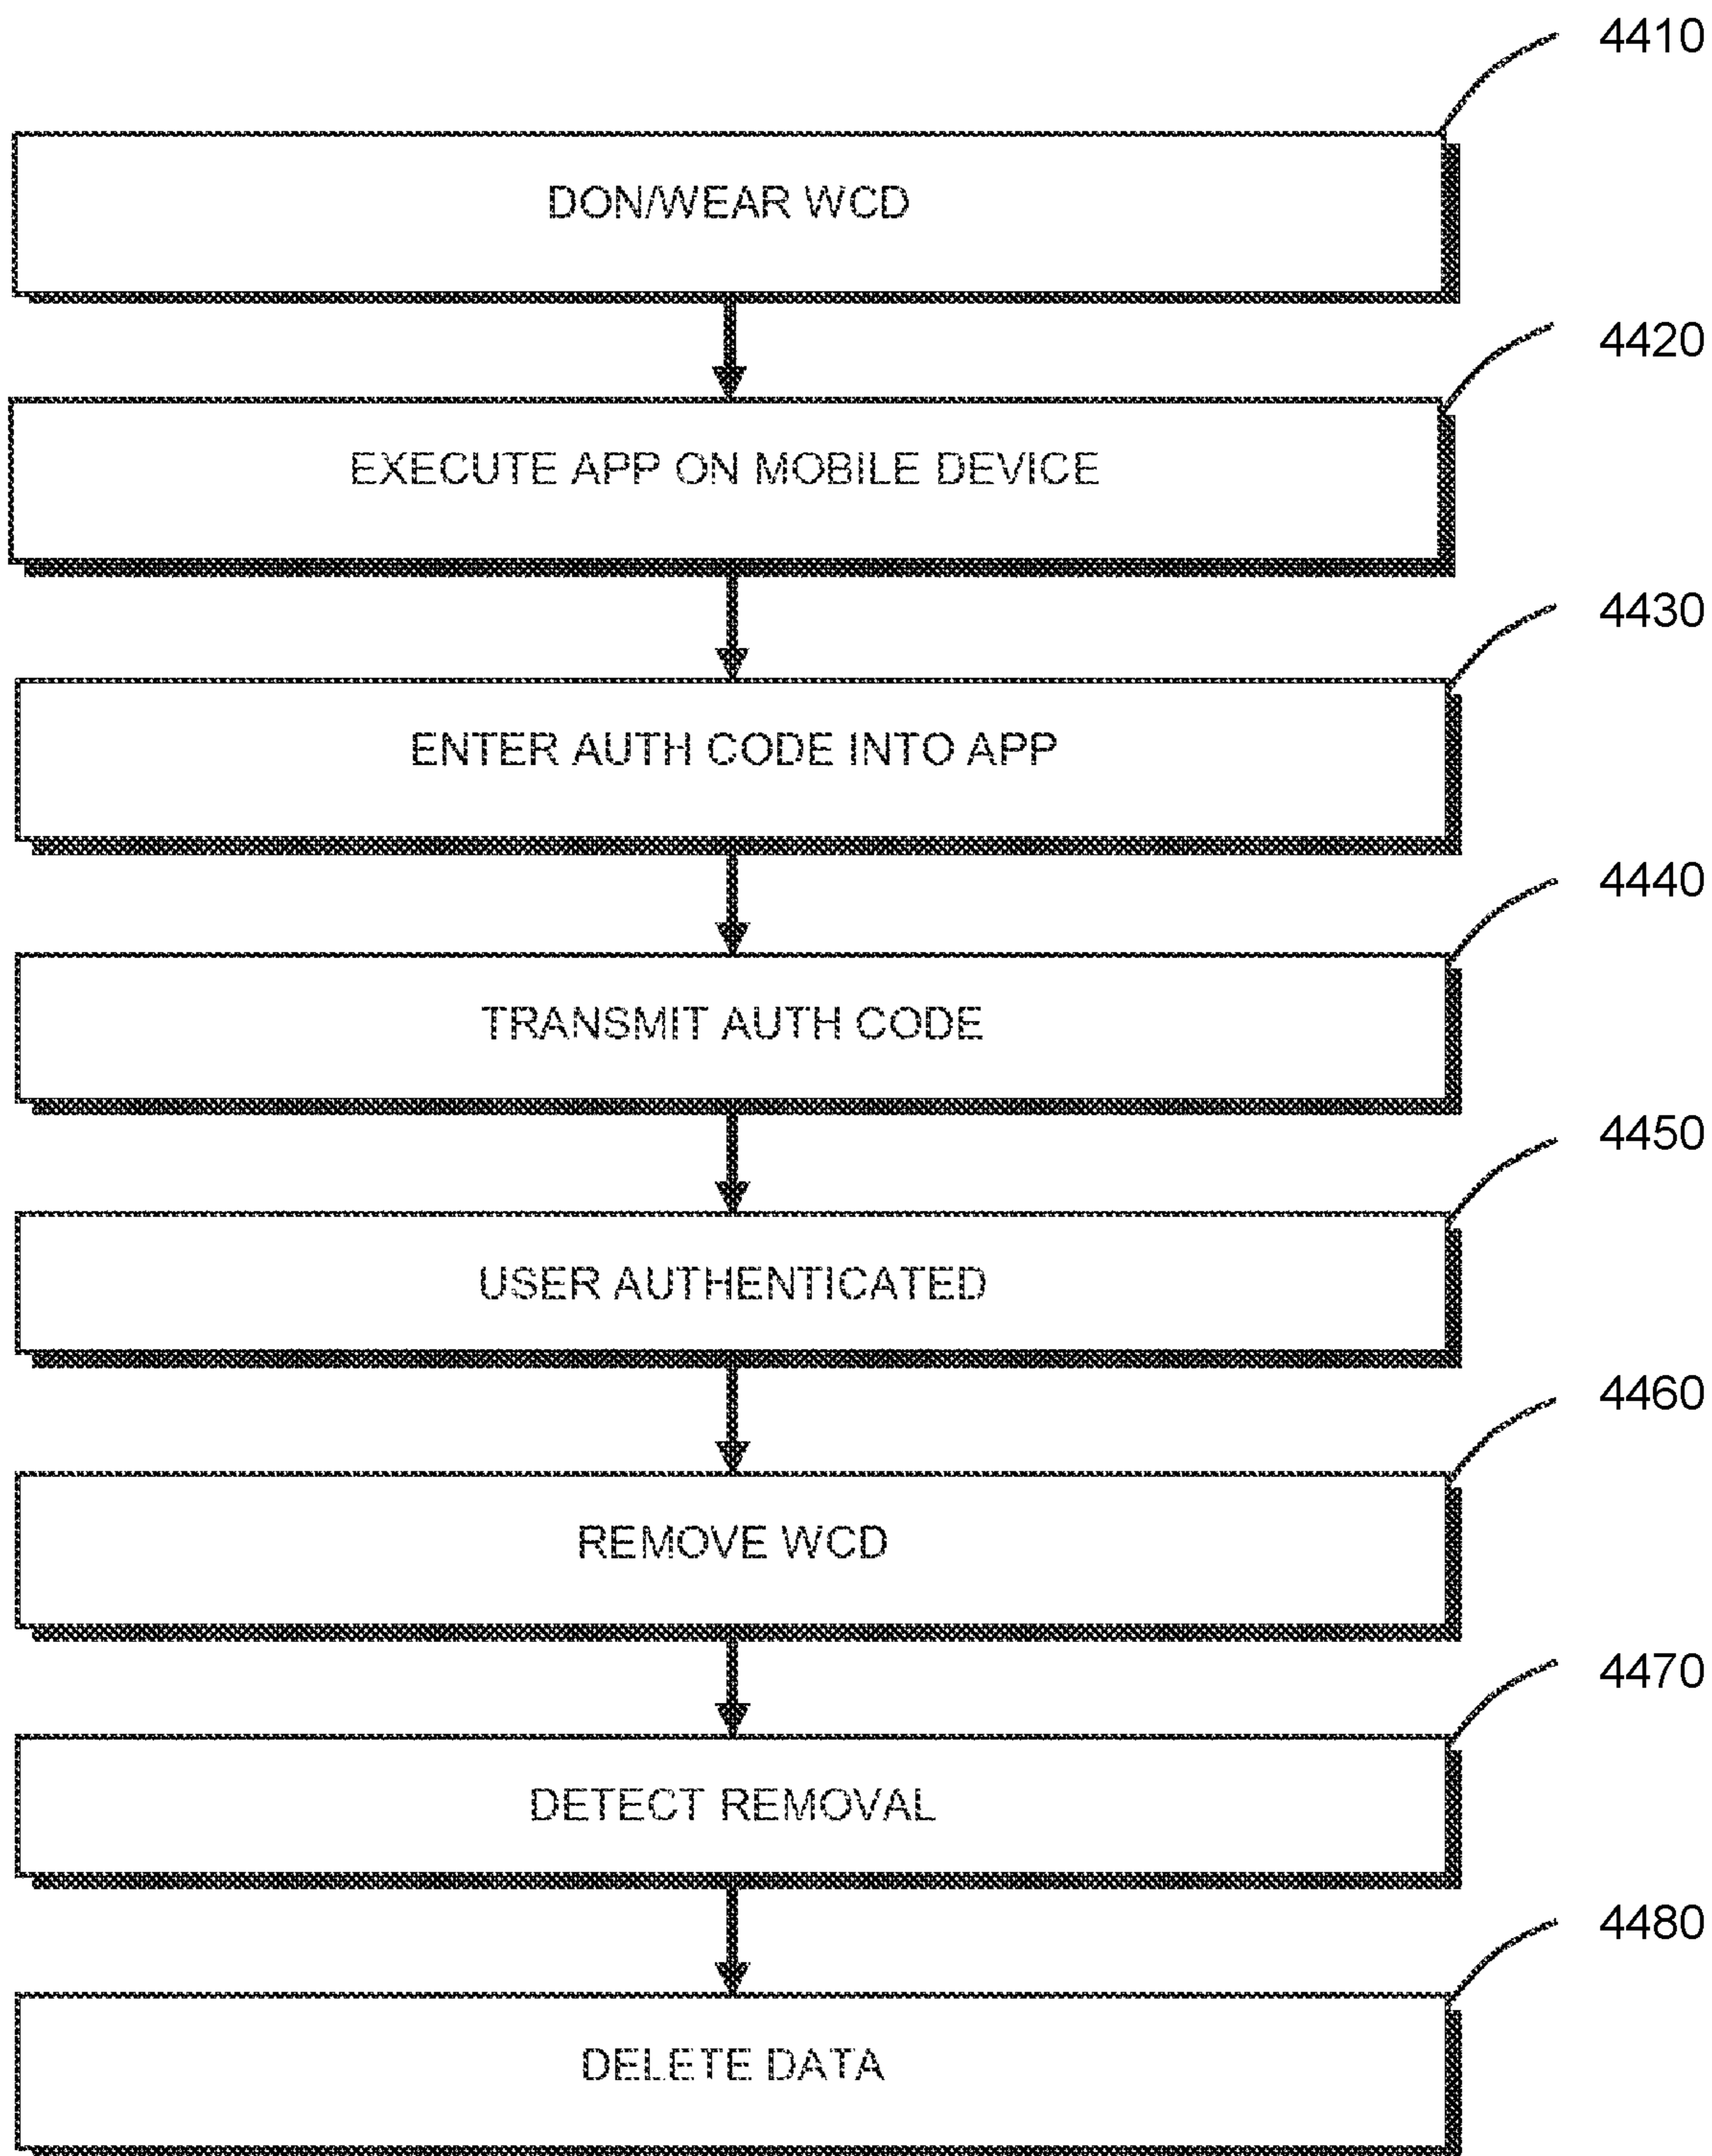 4410
DON/WEAR WCD
4420
EXECUTE APP ON MOBILE DEVICE
4430
ENTER AUTH CODE INTO APP
4440
TRANSMIT AUTH CODE
4450
USER AUTHENTICATED
4460
REMOVE WCD
4470
DETECT REMOVAL
4480
DELETE DATA